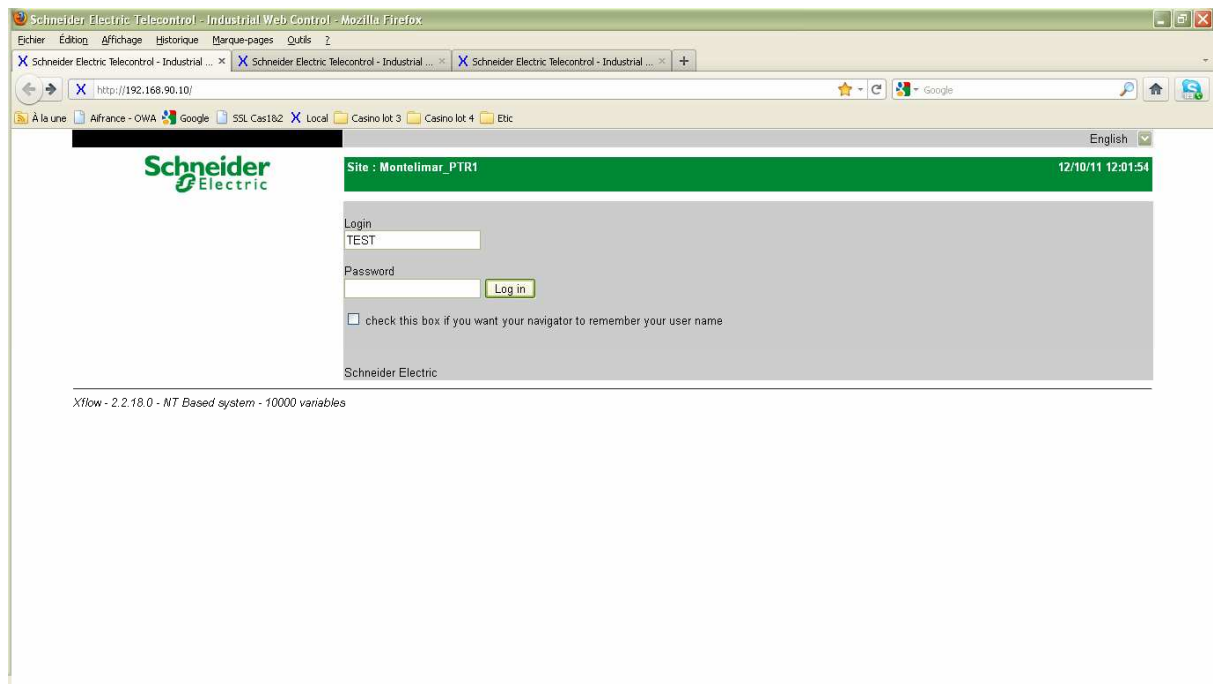 Schneider Electric Telecontrol - Industrial Web Control - Mozilla Firefox
Fichier Édition Affichage Historique Marque-pages Outils ?
Schneider Electric Telecontrol - Industrial ... × Schneider Electric Telecontrol - Industrial ... × Schneider Electric Telecontrol - Industrial ... × +
http://192.168.90.10/ Google
À la une Aifrance - OWA Google SSL Cas1&2 Local Casino lot 3 Casino lot 4 Etic
English
Schneider Electric
Site : Montelimar_PTR1 12/10/11 12:01:54
Login
TEST
Password
Log in
check this box if you want your navigator to remember your user name
Schneider Electric
Xflow - 2.2.18.0 - NT Based system - 10000 variables